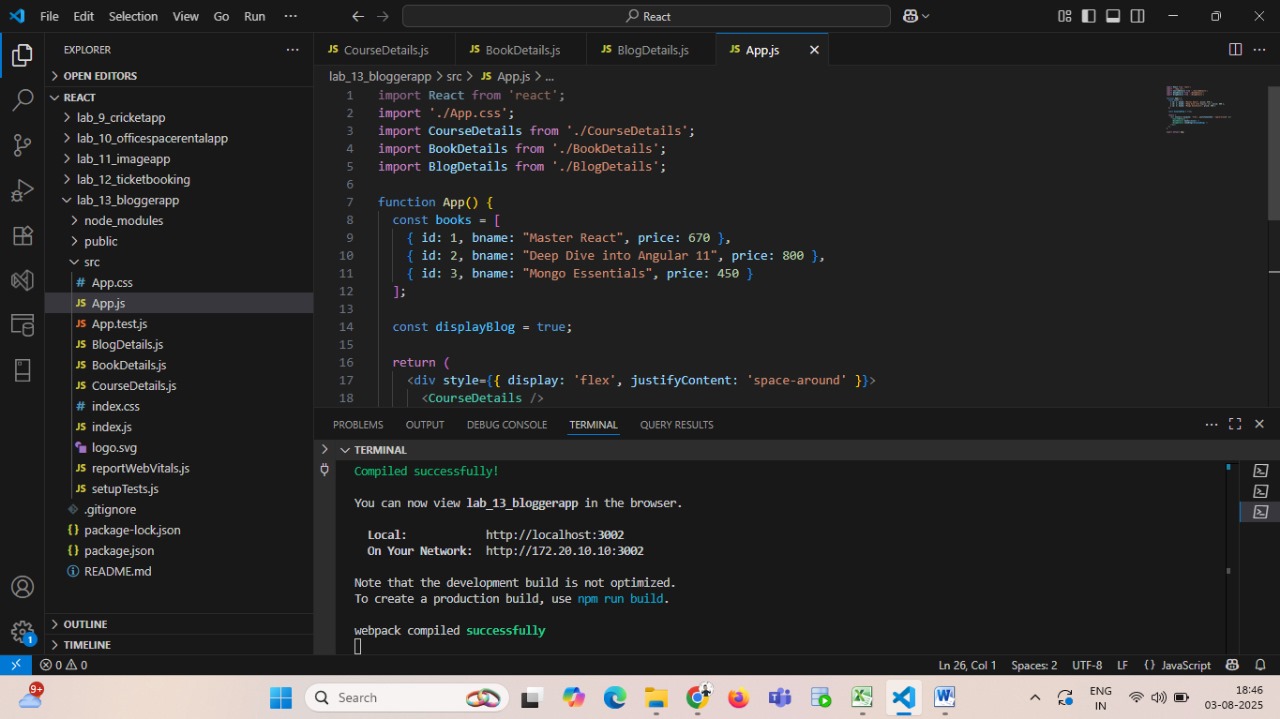 File Edit Selection View Go Run ···
React
EXPLORER
OPEN EDITORS
REACT
lab_9_cricketapp
lab_10_officespacerentalapp
lab_11_imageapp
lab_12_ticketbooking
lab_13_bloggerapp
node_modules
public
src
# App.css
JS App.js
JS App.test.js
JS BlogDetails.js
JS BookDetails.js
JS CourseDetails.js
# index.css
JS index.js
logo.svg
JS reportWebVitals.js
JS setupTests.js
.gitignore
{} package-lock.json
{} package.json
README.md
OUTLINE
TIMELINE
JS CourseDetails.js JS BookDetails.js JS BlogDetails.js JS App.js
lab_13_bloggerapp > src > JS App.js > ...
1 import React from 'react';
2 import './App.css';
3 import CourseDetails from './CourseDetails';
4 import BookDetails from './BookDetails';
5 import BlogDetails from './BlogDetails';
6
7 function App() {
8 const books = [
9 { id: 1, bname: "Master React", price: 670 },
10 { id: 2, bname: "Deep Dive into Angular 11", price: 800 },
11 { id: 3, bname: "Mongo Essentials", price: 450 }
12 ];
13
14 const displayBlog = true;
15
16 return (
17 <div style={{ display: 'flex', justifyContent: 'space-around' }}>
18 <CourseDetails />
PROBLEMS OUTPUT DEBUG CONSOLE TERMINAL QUERY RESULTS
TERMINAL
Compiled successfully!
You can now view lab_13_bloggerapp in the browser.
Local: http://localhost:3002
On Your Network: http://172.20.10.10:3002
Note that the development build is not optimized.
To create a production build, use npm run build.
webpack compiled successfully
1
0 0
Ln 26, Col 1 Spaces: 2 UTF-8 LF {} JavaScript
9+
Search
ENG
IN
18:46
03-08-2025